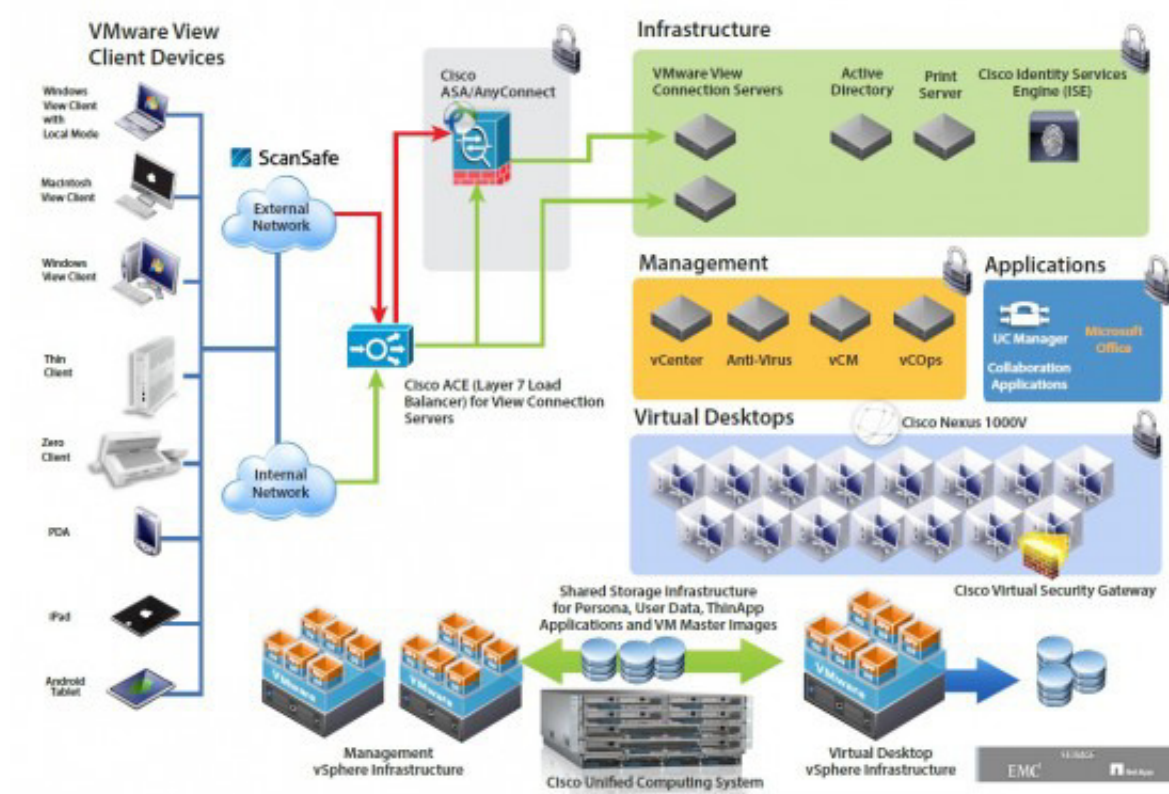 VMware View
Client Devices
Windows
View Client
with
Local Mode
Macintosh
View Client
Windows
View Client
Thin
Client
Zero
Client
PDA
iPad
Android
Tablet
ScanSafe
External
Network
Internal
Network
Cisco
ASA/AnyConnect
Cisco ACE (Layer 7 Load
Balancer) for View Connection
Servers
Infrastructure
VMware View
Connection Servers
Active
Directory
Print
Server
Cisco Identity Services
Engine (ISE)
Management
vCenter
Anti-Virus
vCM
vCOps
Applications
UC Manager
Microsoft
Office
Collaboration
Applications
Virtual Desktops
Cisco Nexus 1000V
Cisco Virtual Security Gateway
Shared Storage Infrastructure
for Persona, User Data, ThinApp
Applications and VM Master Images
VMware
VMware
VMware
Management
vSphere Infrastructure
Cisco Unified Computing System
Virtual Desktop
vSphere Infrastructure
STORAGE
EMC²
NetApp